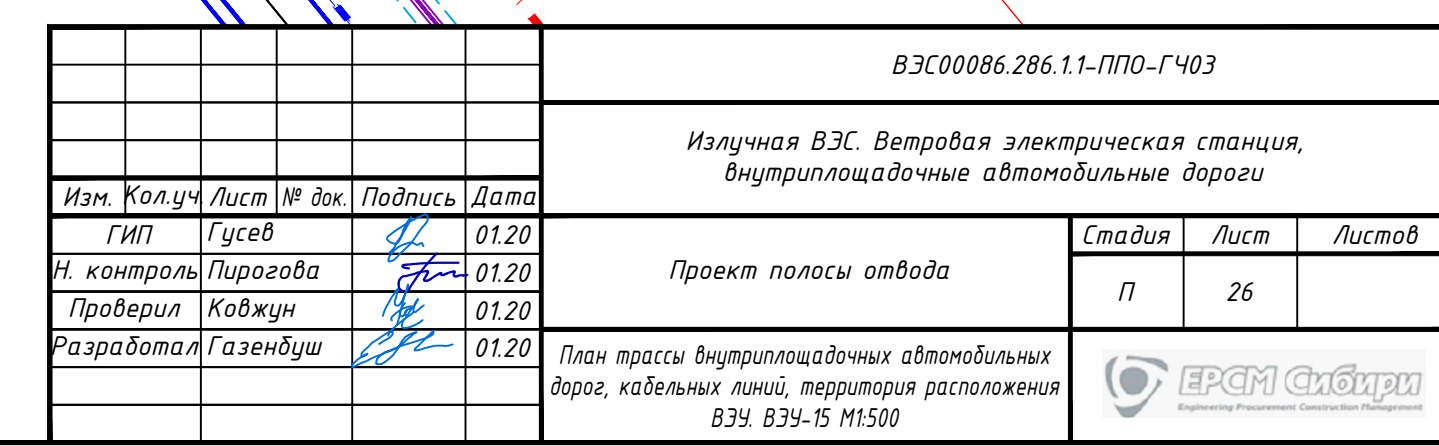 ВЭС00086.286.1.1-ППО-ГЧ03
Излучная ВЭС. Ветровая электрическая станция,
внутриплощадочные автомобильные дороги
Изм. Кол.уч. Лист № док. Подпись Дата
ГИП Гусев 01.20
Н. контроль Пирогова 01.20
Проверил Ковжун 01.20
Разработал Газенбуш 01.20
Проект полосы отвода
Стадия Лист Листов
П 26
План трассы внутриплощадочных автомобильных
дорог, кабельных линий, территория расположения
ВЭУ. ВЭУ-15 М1:500
ЕРСМ Сибири
Engineering Procurement Construction Management